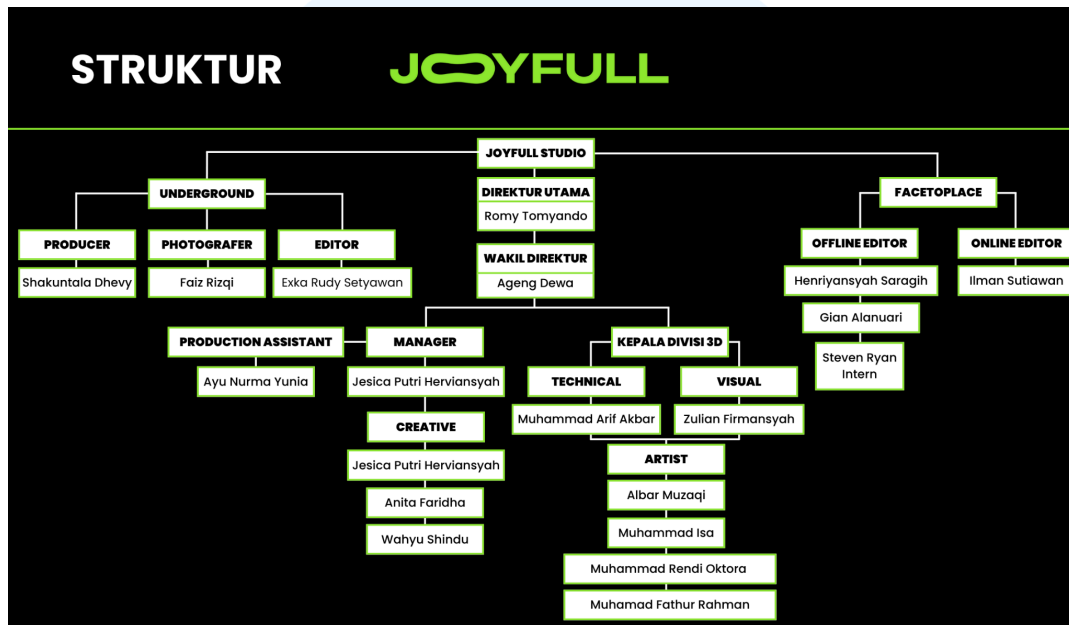 STRUKTUR
JOOYFULL
JOYFULL STUDIO
UNDERGROUND
DIREKTUR UTAMA
FACETOPLACE
Romy Tomyando
PRODUCER
PHOTOGRAFER
EDITOR
OFFLINE EDITOR
ONLINE EDITOR
WAKIL DIREKTUR
Shakuntala Dhevy
Faiz Rizqi
Exka Rudy Setyawan
Ageng Dewa
Henriyansyah Saragih
Ilman Sutiawan
Gian Alanuari
PRODUCTION ASSISTANT
MANAGER
KEPALA DIVISI 3D
Steven Ryan
Intern
Ayu Nurma Yunia
Jesica Putri Herviansyah
TECHNICAL
VISUAL
Muhammad Arif Akbar
Zulian Firmansyah
CREATIVE
ARTIST
Jesica Putri Herviansyah
Albar Muzaqi
Anita Faridha
Muhammad Isa
Wahyu Shindu
Muhammad Rendi Oktora
Muhamad Fathur Rahman